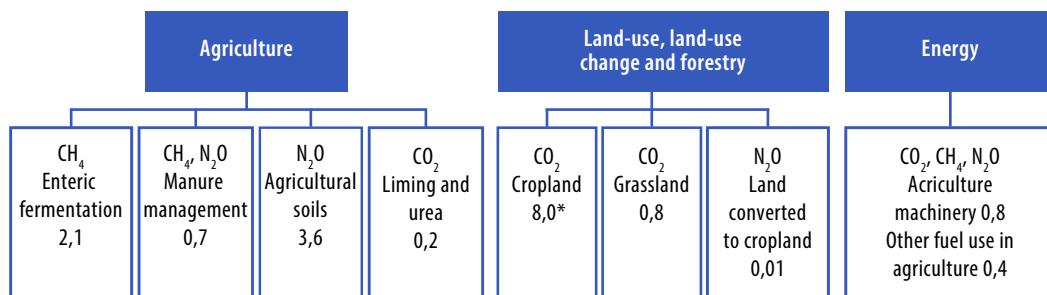 Agriculture
Land-use, land-use
change and forestry
Energy
CH₄
Enteric
fermentation
2,1
CH₄, N₂O
Manure
management
0,7
N₂O
Agricultural
soils
3,6
CO₂
Liming and
urea
0,2
CO₂
Cropland
8,0*
CO₂
Grassland
0,8
N₂O
Land
converted
to cropland
0,01
CO₂, CH₄, N₂O
Acriculture
machinery 0,8
Other fuel use in
agriculture 0,4